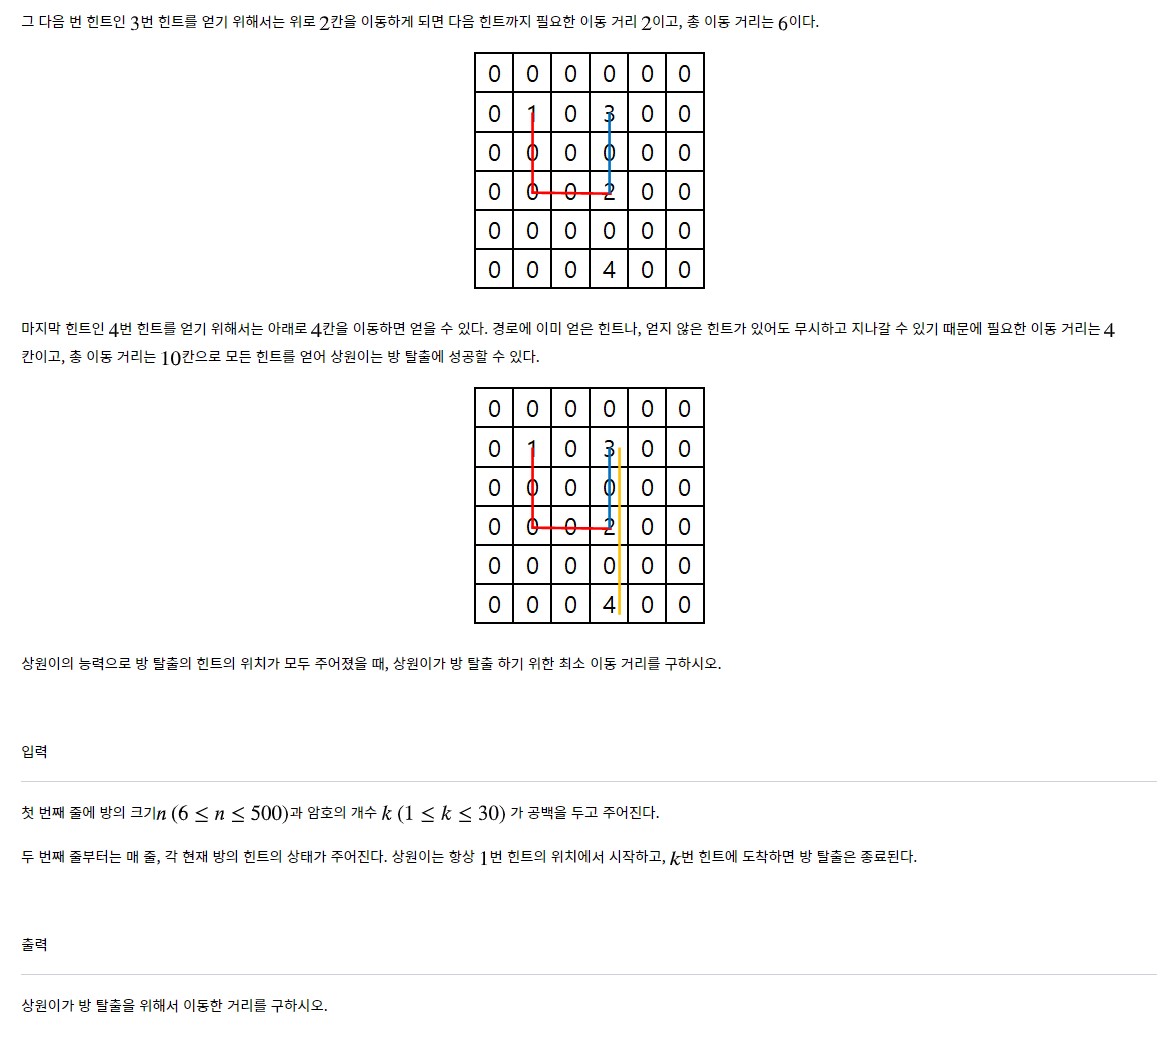 그 다음 번 힌트인 3번 힌트를 얻기 위해서는 위로 2칸을 이동하게 되면 다음 힌트까지 필요한 이동 거리 2이고, 총 이동 거리는 6이다.
0 0 0 0 0 0
0 1 0 3 0 0
0 0 0 0 0 0
0 0 0 2 0 0
0 0 0 0 0 0
0 0 0 4 0 0
마지막 힌트인 4번 힌트를 얻기 위해서는 아래로 4칸을 이동하면 얻을 수 있다. 경로에 이미 얻은 힌트나, 얻지 않은 힌트가 있어도 무시하고 지나갈 수 있기 때문에 필요한 이동 거리는 4
칸이고, 총 이동 거리는 10칸으로 모든 힌트를 얻어 상원이는 방 탈출에 성공할 수 있다.
0 0 0 0 0 0
0 1 0 3 0 0
0 0 0 0 0 0
0 0 0 2 0 0
0 0 0 0 0 0
0 0 0 4 0 0
상원이의 능력으로 방 탈출의 힌트의 위치가 모두 주어졌을 때, 상원이가 방 탈출 하기 위한 최소 이동 거리를 구하시오.
입력
첫 번째 줄에 방의 크기n (6 ≤ n ≤ 500)과 암호의 개수 k (1 ≤ k ≤ 30) 가 공백을 두고 주어진다.
두 번째 줄부터는 매 줄, 각 현재 방의 힌트의 상태가 주어진다. 상원이는 항상 1번 힌트의 위치에서 시작하고, k번 힌트에 도착하면 방 탈출은 종료된다.
출력
상원이가 방 탈출을 위해서 이동한 거리를 구하시오.